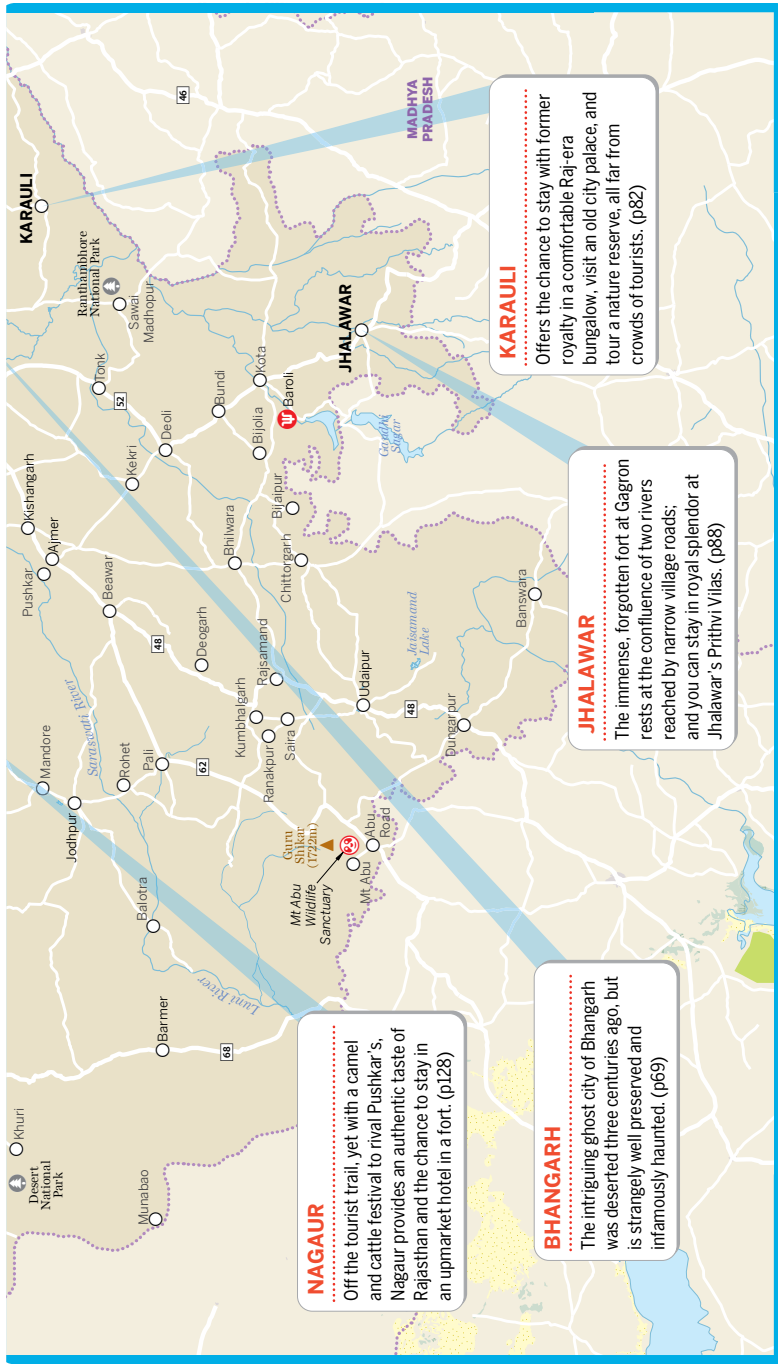 Khuri
Desert
National
Park
Munabao
Barmer
68
Balotra
Luni River
Jodhpur
Mandore
Saraswati River
Rohet
Pali
62
Pushkar
Kishangarh
Ajmer
Beawar
48
Deogarh
Kumbhalgarh
Rajsamand
Ranakpur
Saira
Guru
Shikar
(1722m)
Mt Abu
Wildlife
Sanctuary
Mt Abu
Abu
Road
Udaipur
48
Jaisamand
Lake
Dungarpur
Banswara
Kekri
Tonk
52
Deoli
Bundi
Bhilwara
Bijolia
Kota
Baroli
Bijaipur
Chittorgarh
Gandhi
Sagar
KARAULI
Ranthambhore
National Park
Sawai
Madhopur
46
JHALAWAR
MADHYA
PRADESH
NAGAUR
Off the tourist trail, yet with a camel
and cattle festival to rival Pushkar's,
Nagaur provides an authentic taste of
Rajasthan and the chance to stay in
an upmarket hotel in a fort. (p128)
BHANGARH
The intriguing ghost city of Bhangarh
was deserted three centuries ago, but
is strangely well preserved and
infamously haunted. (p69)
JHALAWAR
The immense, forgotten fort at Gagron
rests at the confluence of two rivers
reached by narrow village roads;
and you can stay in royal splendor at
Jhalawar's Prithvi Vilas. (p88)
KARAULI
Offers the chance to stay with former
royalty in a comfortable Raj-era
bungalow, visit an old city palace, and
tour a nature reserve, all far from
crowds of tourists. (p82)